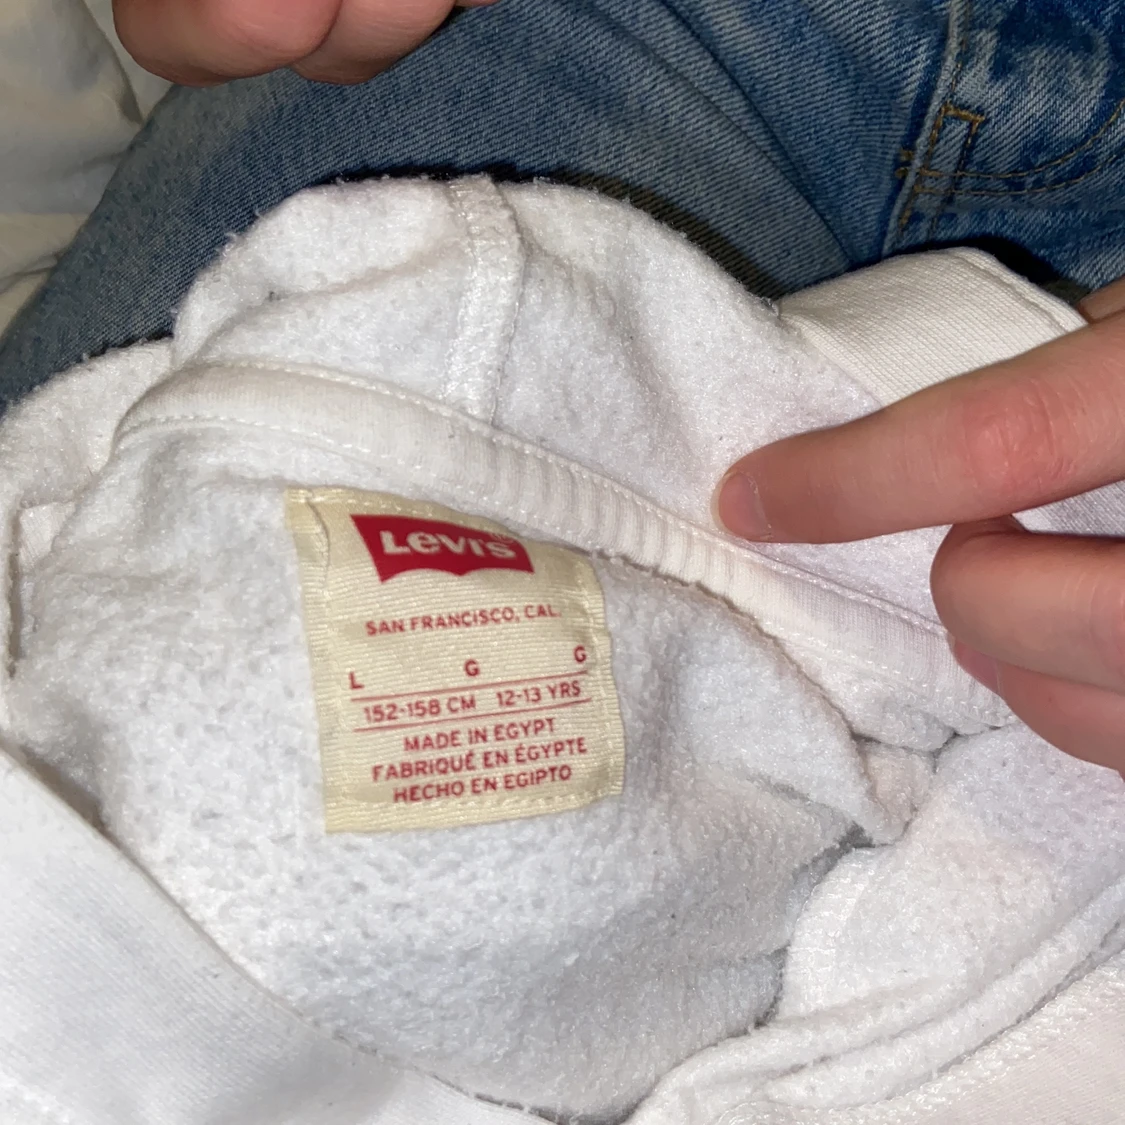 Levi's
SAN FRANCISCO, CAL.
L G G
152-158 CM 12-13 YRS
MADE IN EGYPT
FABRIQUÉ EN ÉGYPTE
HECHO EN EGIPTO